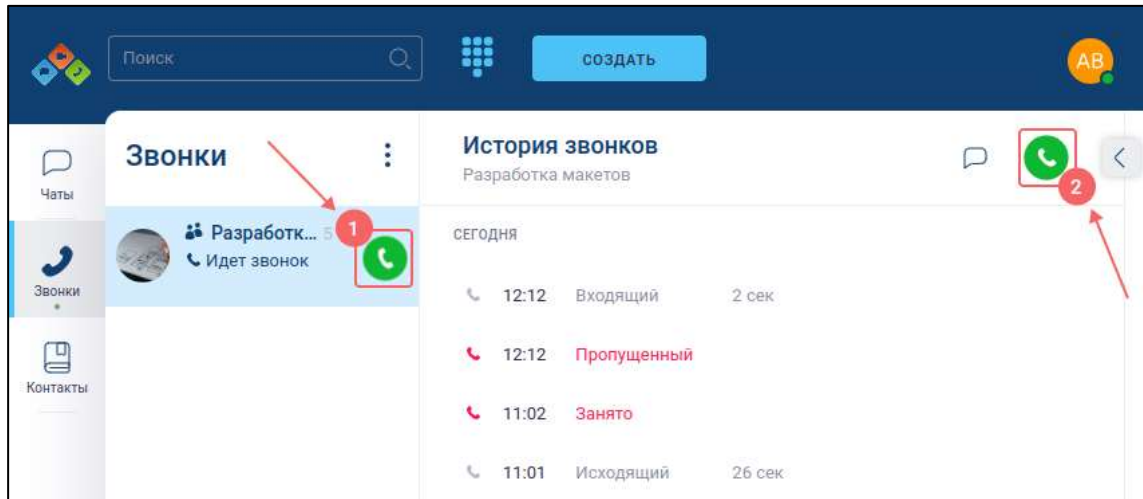 Поиск
СОЗДАТЬ
АВ
Чаты
Звонки
Контакты
Звонки
Разработк...
1
Идет звонок
История звонков
Разработка макетов
2
СЕГОДНЯ
12:12 Входящий 2 сек
12:12 Пропущенный
11:02 Занято
11:01 Исходящий 26 сек